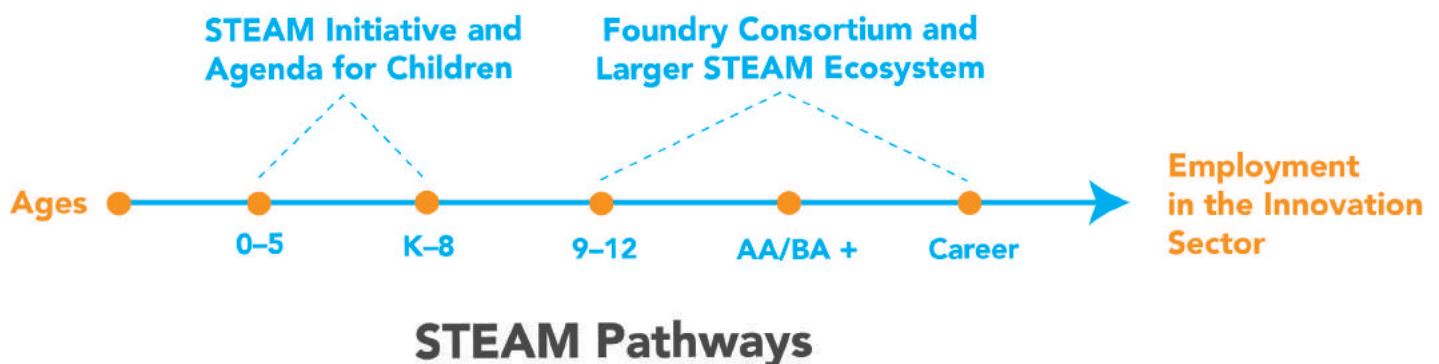 STEAM Initiative and
Agenda for Children
Foundry Consortium and
Larger STEAM Ecosystem
Ages
0–5
K–8
9–12
AA/BA +
Career
Employment
in the Innovation
Sector
STEAM Pathways